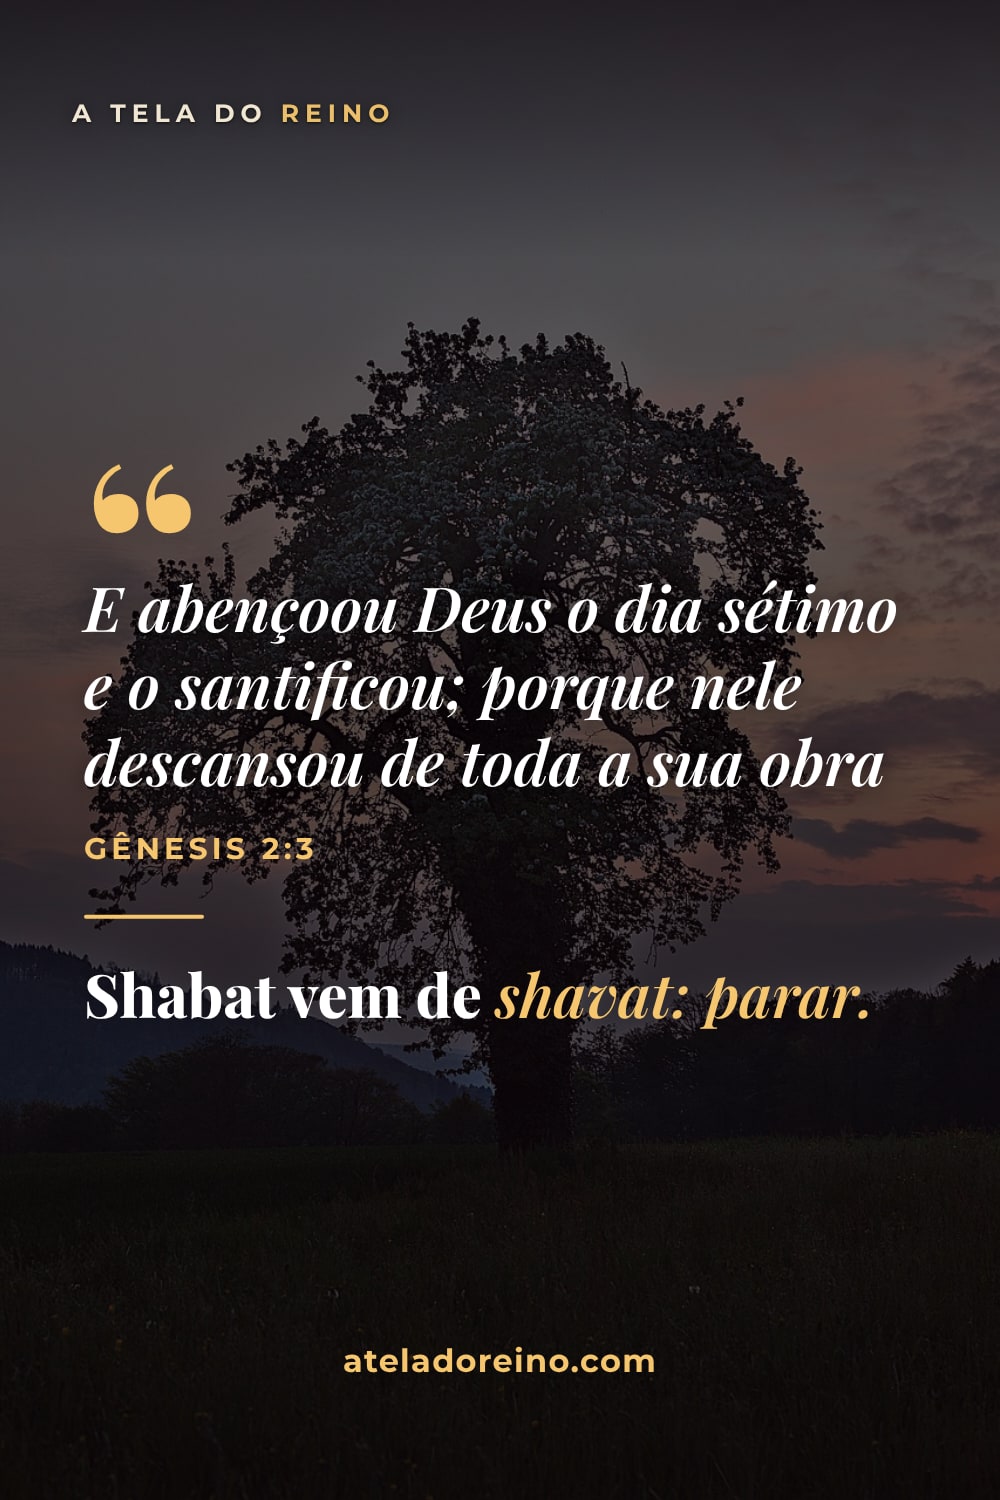 A TELA DO REINO
“
E abençoou Deus o dia sétimo
e o santificou; porque nele
descansou de toda a sua obra
GÊNESIS 2:3
Shabat vem de shavat: parar.
ateladoreino.com